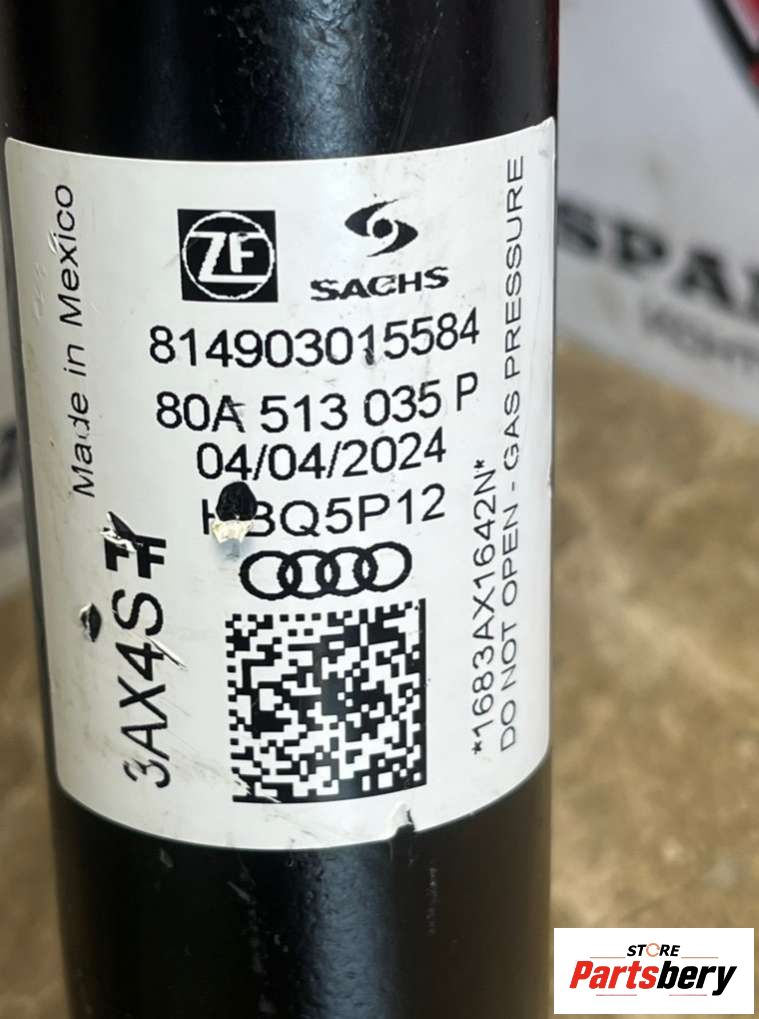 Made in Mexico
ZF
SACHS
814903015584
80A 513 035 P
04/04/2024
*1683AX1642N*
DO NOT OPEN - GAS PRESSURE
STORE
Partsbery